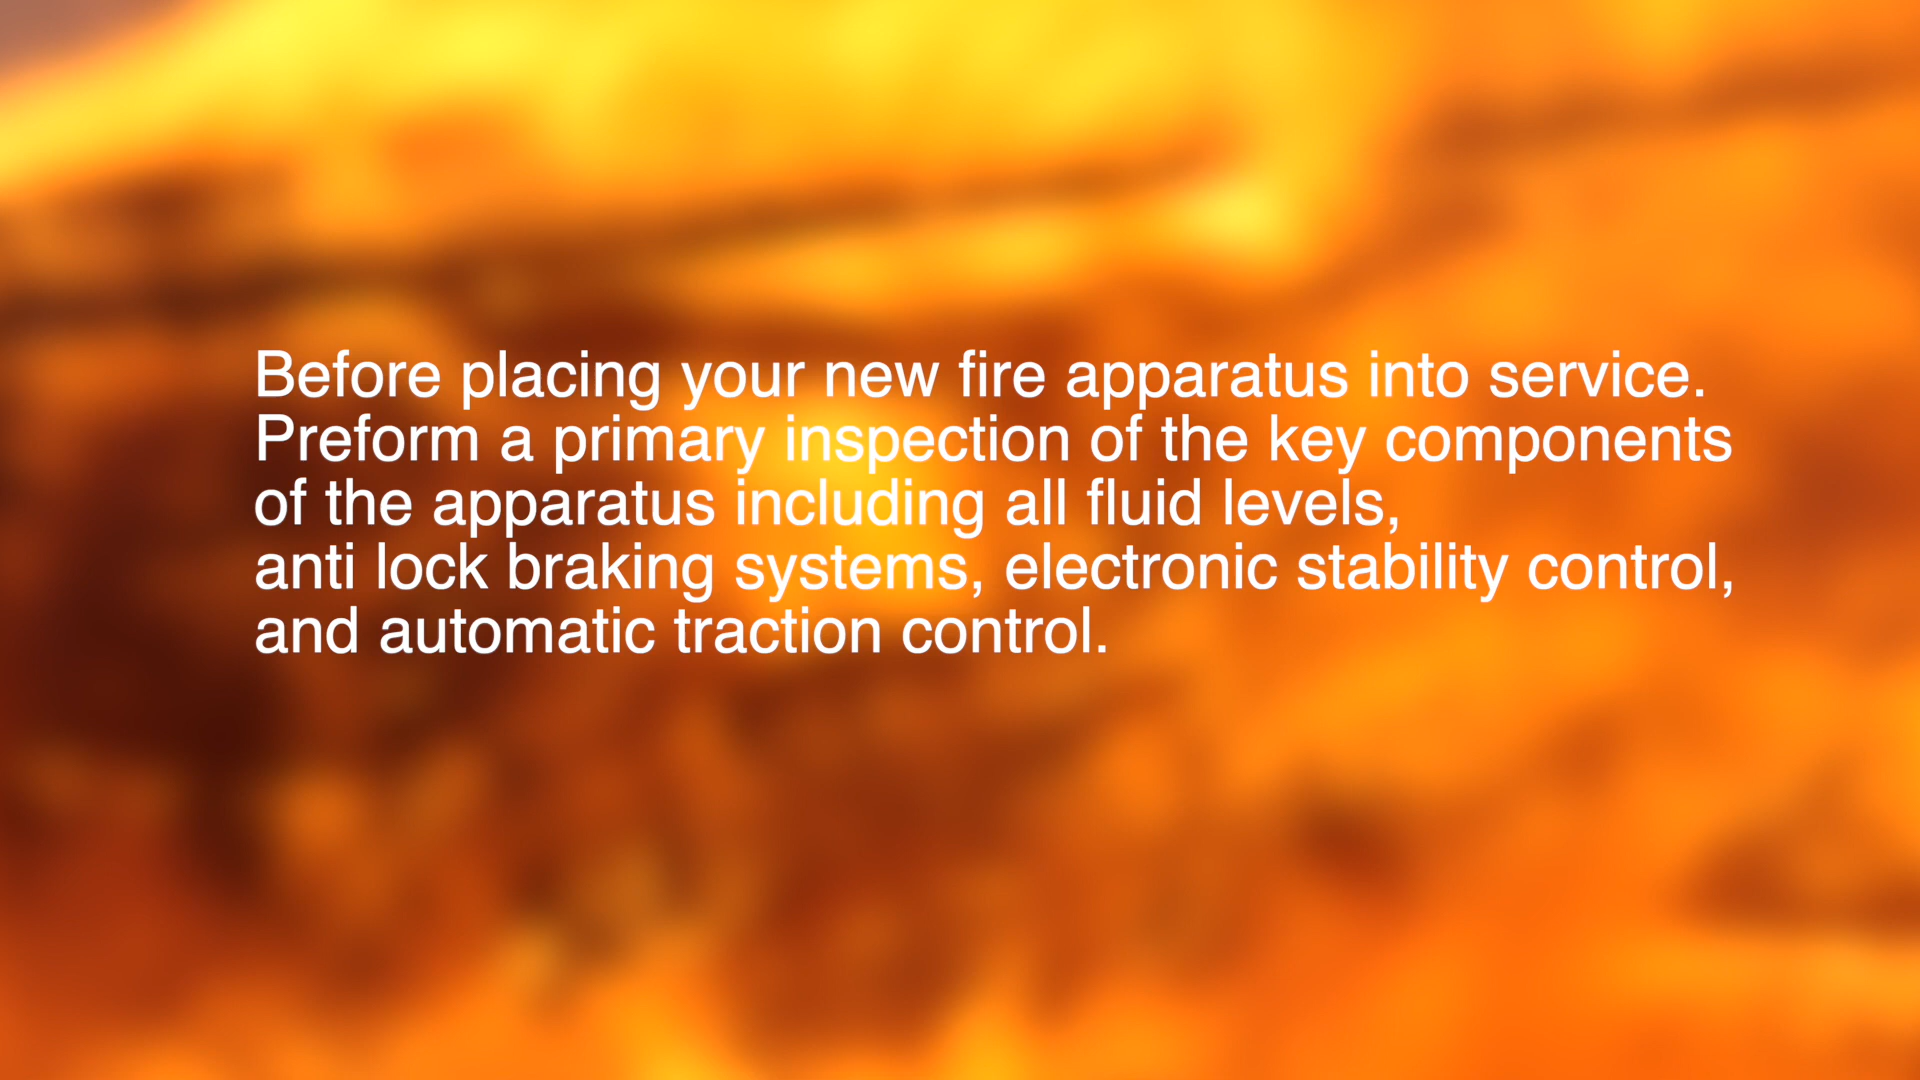 Before placing your new fire apparatus into service.
Preform a primary inspection of the key components
of the apparatus including all fluid levels,
anti lock braking systems, electronic stability control,
and automatic traction control.